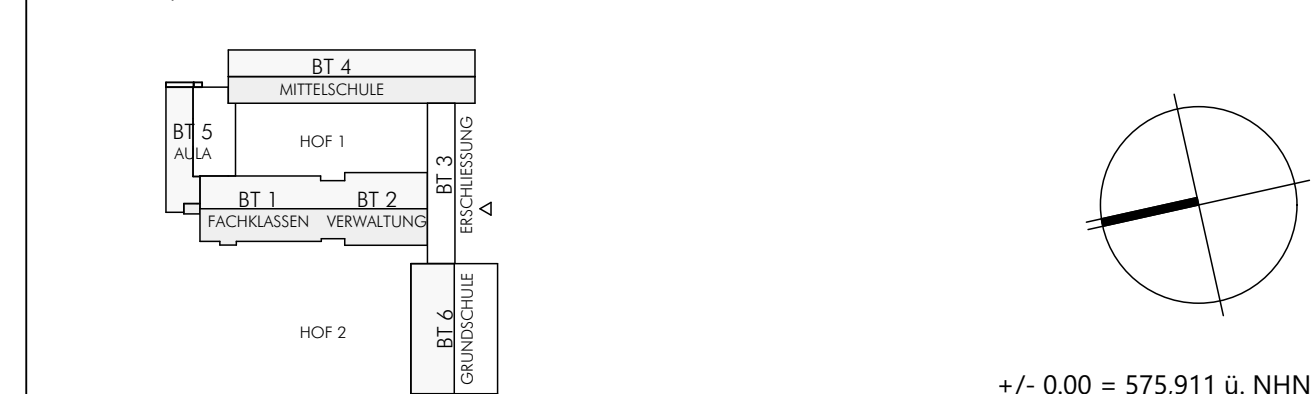 BT 4
MITTELSCHULE
BT 5
AULA
HOF 1
BT 3
ERSCHLIESSUNG
BT 1
BT 2
FACHKLASSEN
VERWALTUNG
HOF 2
BT 6
GRUNDSCHULE
+/- 0.00 = 575,911 ü. NHN